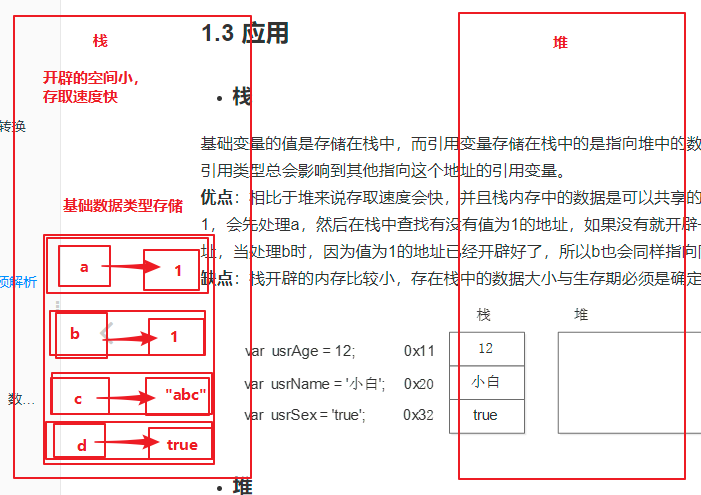 栈
1.3 应用
堆
开辟的空间小，
存取速度快
• 栈
转换
基础变量的值是存储在栈中，而引用变量存储在栈中的是指向堆中的数
引用类型总会影响到其他指向这个地址的引用变量。
优点：相比于堆来说存取速度会快，并且栈内存中的数据是可以共享的
基础数据类型存储
1，会先处理a，然后在栈中查找有没有值为1的地址，如果没有就开辟
址，当处理b时，因为值为1的地址已经开辟好了，所以b也会同样指向
a 1
项解析
缺点：栈开辟的内存比较小，存在栈中的数据大小与生存期必须是确定
栈 堆
b 1
var usrAge = 12; 0x11 12
var usrName = '小白'; 0x20 小白
c "abc"
数...
var usrSex = 'true'; 0x32 true
d true
• 堆